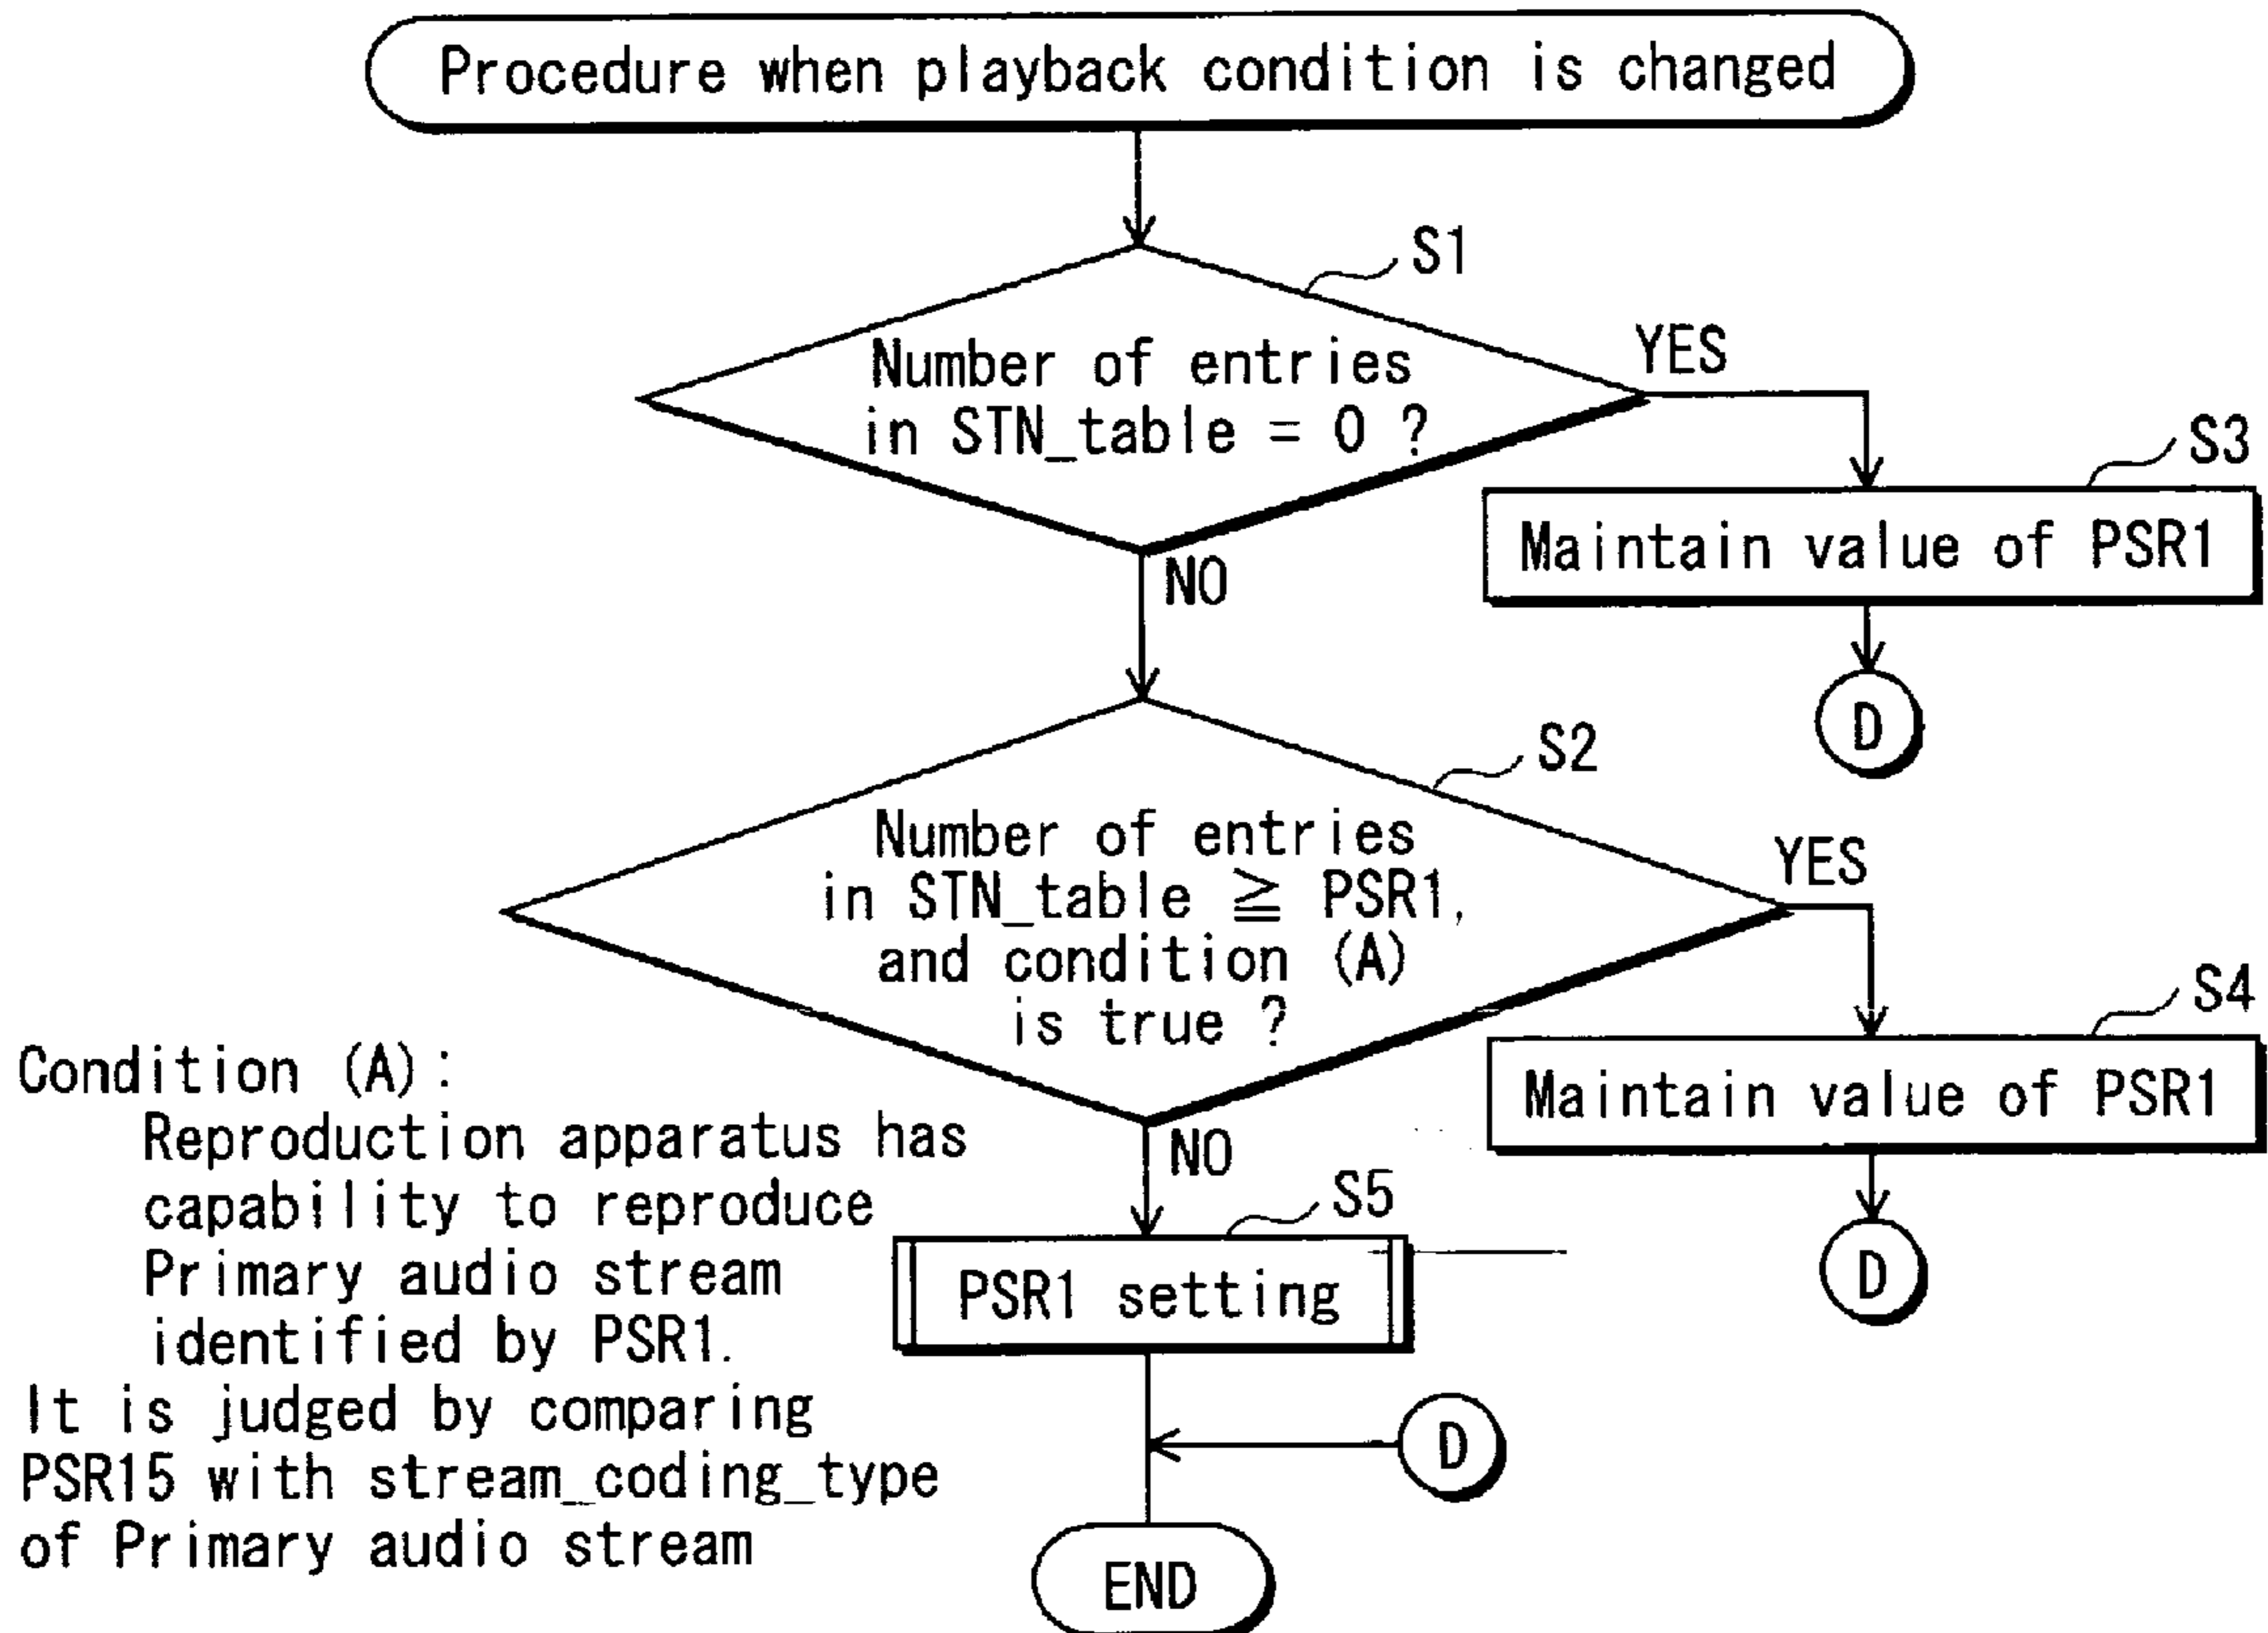 Procedure when playback condition is changed
S1
Number of entries
in STN_table = 0 ?
YES
NO
S3
Maintain value of PSR1
D
S2
Number of entries
in STN_table ≧ PSR1,
and condition (A)
is true ?
YES
NO
S4
Maintain value of PSR1
D
Condition (A):
Reproduction apparatus has
capability to reproduce
Primary audio stream
identified by PSR1.
It is judged by comparing
PSR15 with stream_coding_type
of Primary audio stream
S5
PSR1 setting
D
END